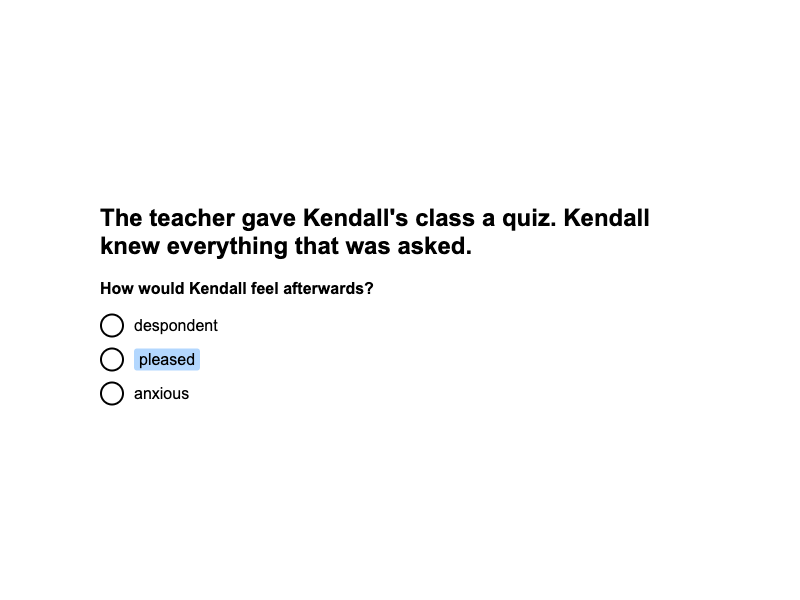 The teacher gave Kendall's class a quiz. Kendall
knew everything that was asked.
How would Kendall feel afterwards?
despondent
pleased
anxious